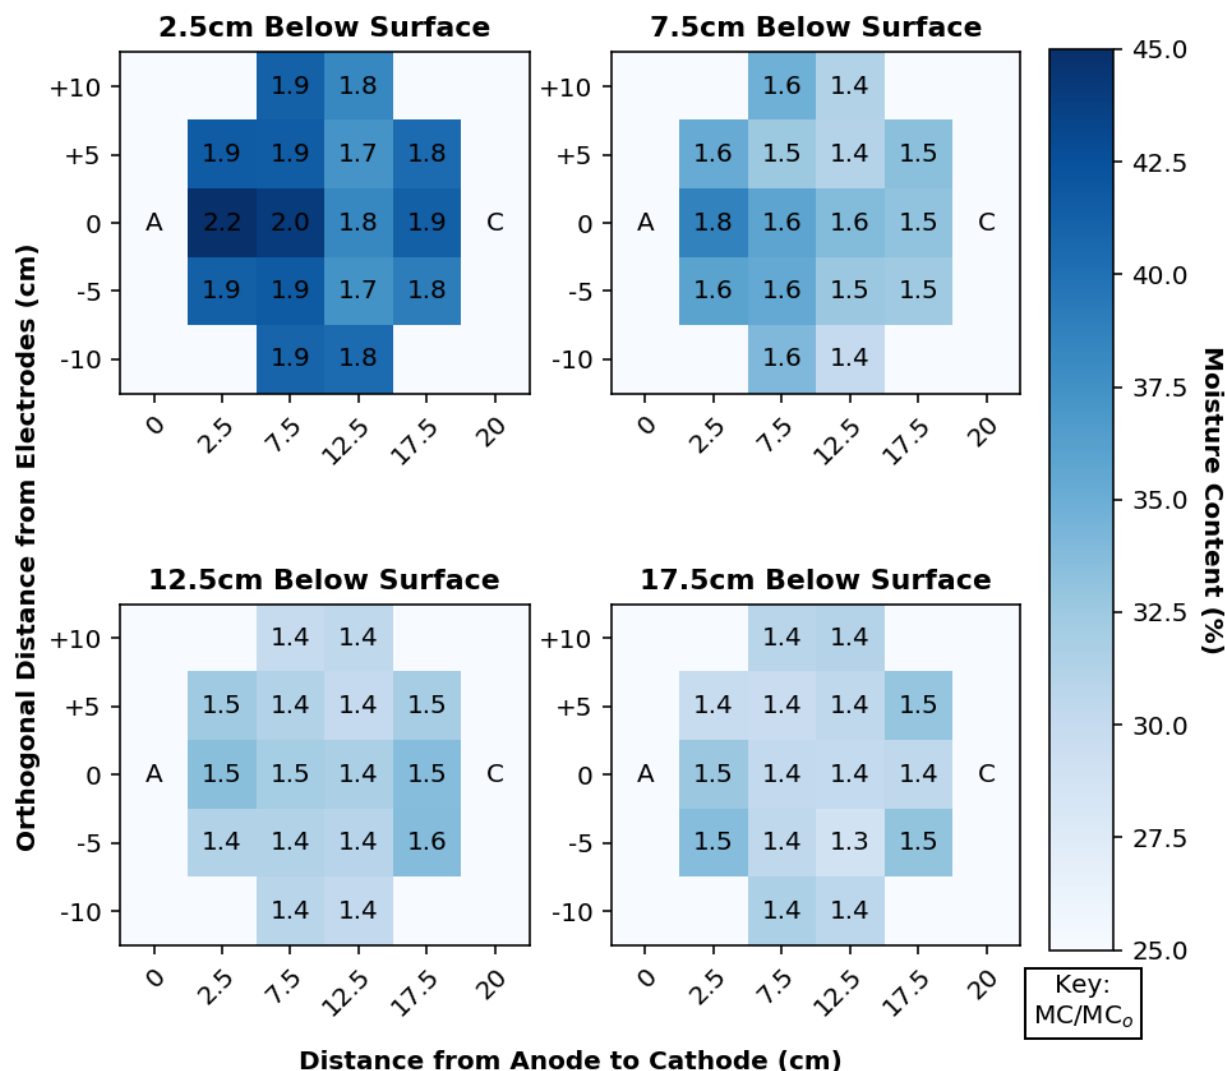 2.5cm Below Surface
+10 1.9 1.8
+5 1.9 1.9 1.7 1.8
0 A 2.2 2.0 1.8 1.9 C
-5 1.9 1.9 1.7 1.8
-10 1.9 1.8
0 2.5 7.5 12.5 17.5 20
7.5cm Below Surface
+10 1.6 1.4
+5 1.6 1.5 1.4 1.5
0 A 1.8 1.6 1.6 1.5 C
-5 1.6 1.6 1.5 1.5
-10 1.6 1.4
0 2.5 7.5 12.5 17.5 20
12.5cm Below Surface
+10 1.4 1.4
+5 1.5 1.4 1.4 1.5
0 A 1.5 1.5 1.4 1.5 C
-5 1.4 1.4 1.4 1.6
-10 1.4 1.4
0 2.5 7.5 12.5 17.5 20
17.5cm Below Surface
+10 1.4 1.4
+5 1.4 1.4 1.4 1.5
0 A 1.5 1.4 1.4 1.4 C
-5 1.5 1.4 1.3 1.5
-10 1.4 1.4
0 2.5 7.5 12.5 17.5 20
Orthogonal Distance from Electrodes (cm)
Distance from Anode to Cathode (cm)
45.0
42.5
40.0
37.5
35.0
32.5
30.0
27.5
25.0
Moisture Content (%)
Key:
MC/MCₒ